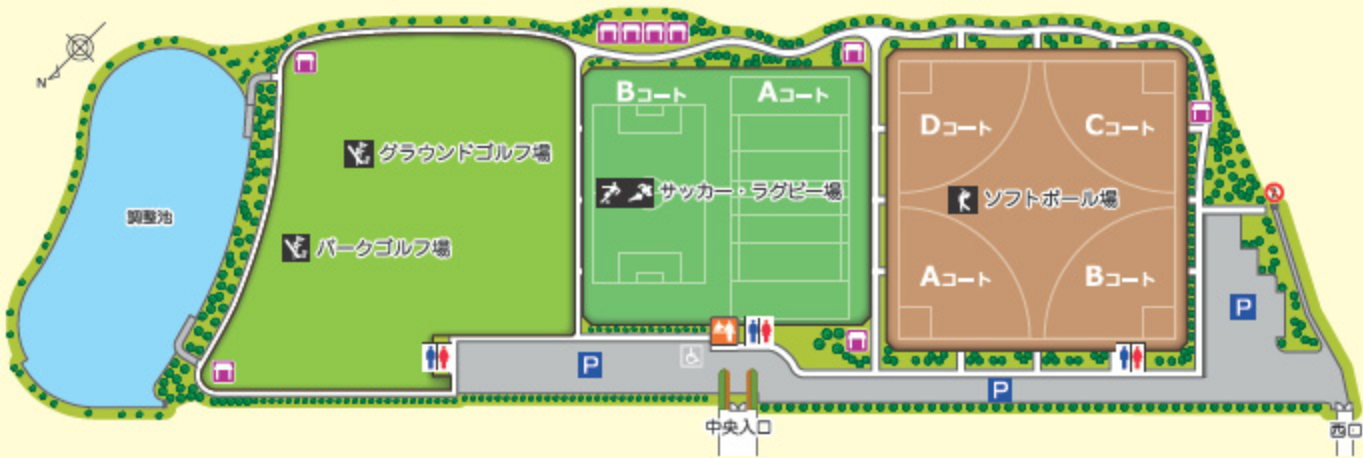 N
調整池
グラウンドゴルフ場
パークゴルフ場
Bコート
Aコート
サッカー・ラグビー場
Dコート
Cコート
ソフトボール場
Aコート
Bコート
P
P
P
中央入口
西口